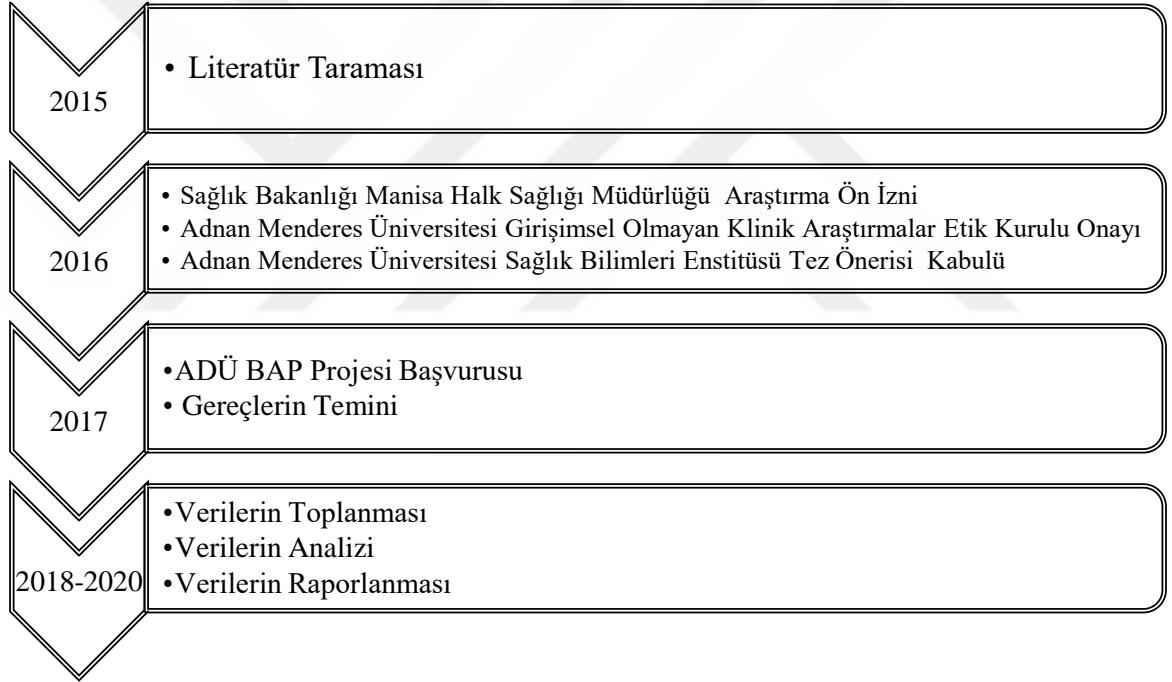 2015
• Literatür Taraması
2016
• Sağlık Bakanlığı Manisa Halk Sağlığı Müdürlüğü Araştırma Ön İzni
• Adnan Menderes Üniversitesi Girişimsel Olmayan Klinik Araştırmalar Etik Kurulu Onayı
• Adnan Menderes Üniversitesi Sağlık Bilimleri Enstitüsü Tez Önerisi Kabulü
2017
•ADÜ BAP Projesi Başvurusu
• Gereçlerin Temini
2018-2020
•Verilerin Toplanması
•Verilerin Analizi
•Verilerin Raporlanması